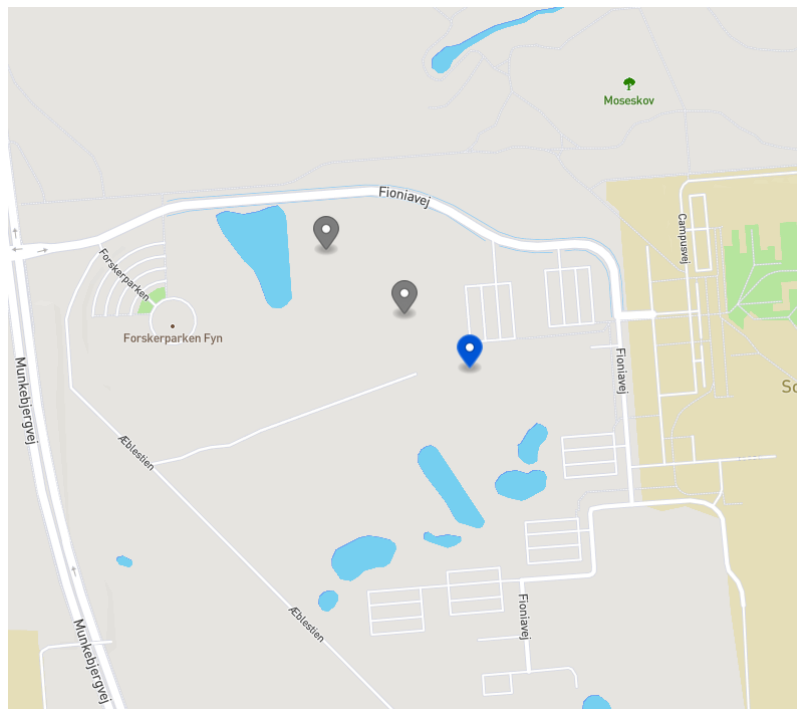 Moseskov
Fioniavej
Campusvej
Forskerparken
Forskerparken Fyn
Fioniavej
Munkebjergvej
Æblestien
Æblestien
Fioniavej
Munkebjergvej